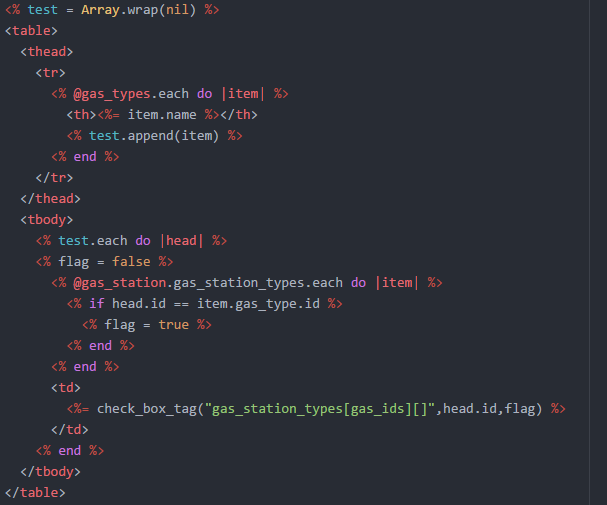 <% test = Array.wrap(nil) %>
<table>
  <thead>
    <tr>
      <% @gas_types.each do |item| %>
        <th><%= item.name %></th>
        <% test.append(item) %>
      <% end %>
    </tr>
  </thead>
  <tbody>
    <% test.each do |head| %>
    <% flag = false %>
      <% @gas_station.gas_station_types.each do |item| %>
        <% if head.id == item.gas_type.id %>
          <% flag = true %>
        <% end %>
      <% end %>
      <td>
        <%= check_box_tag("gas_station_types[gas_ids][]",head.id,flag) %>
      </td>
    <% end %>
  </tbody>
</table>